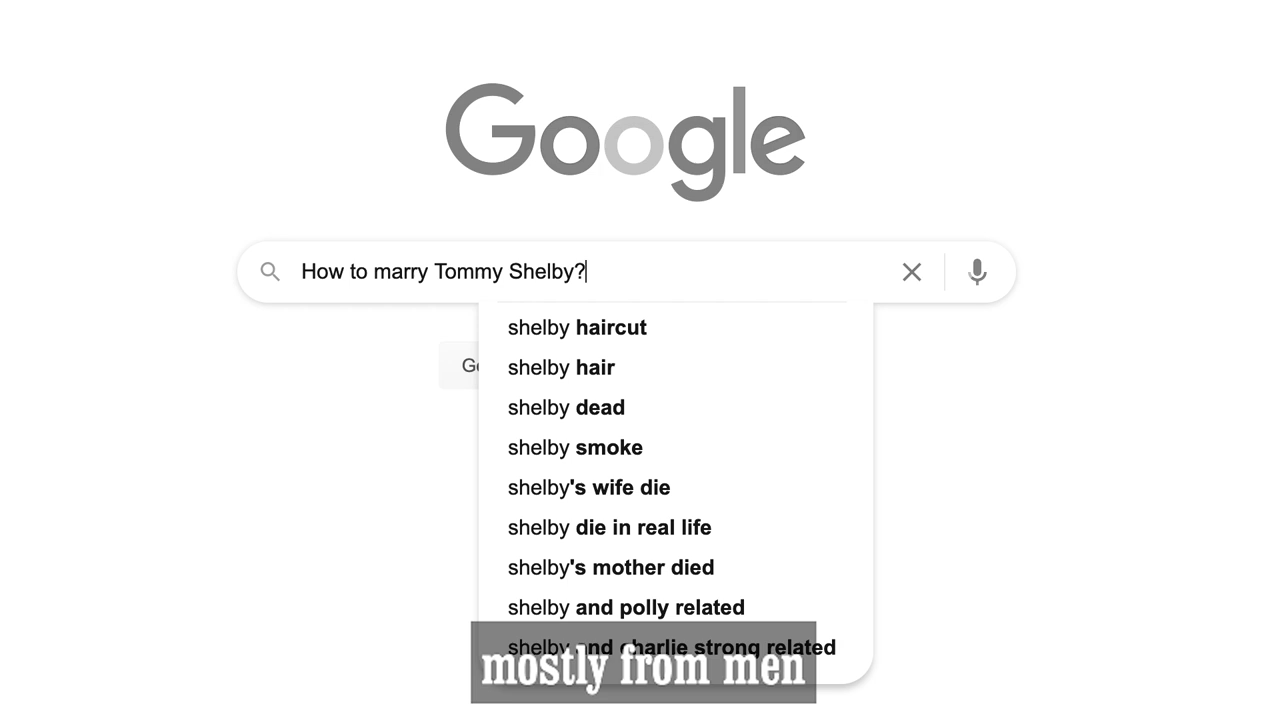 Google
How to marry Tommy Shelby?
shelby haircut
shelby hair
Go
shelby dead
shelby smoke
shelby's wife die
shelby die in real life
shelby's mother died
shelby and polly related
shelby and charlie strong related
mostly from men